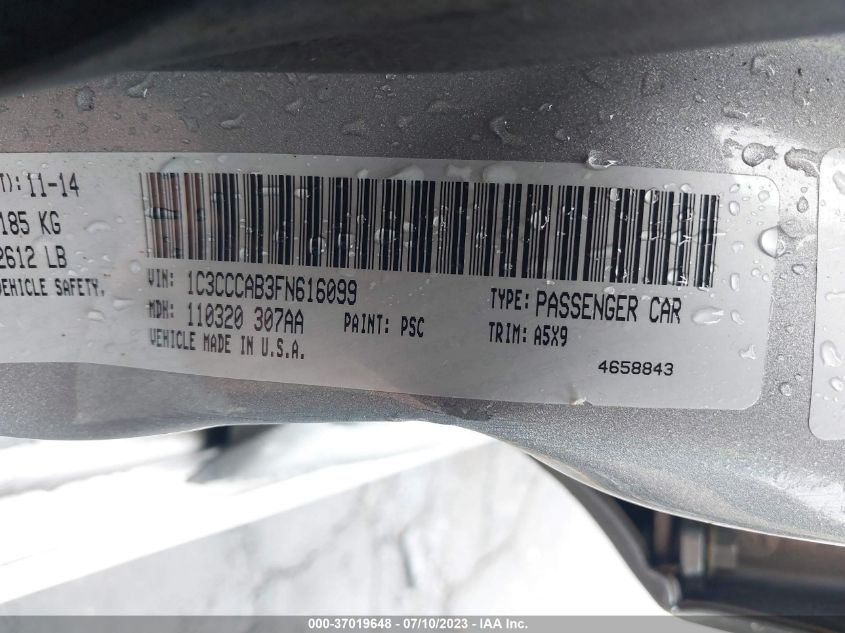 T): 11-14
185 KG
2612 LB
VEHICLE SAFETY,
VIN: 1C3CCCAB3FN616099
MDH: 110320 307AA PAINT: PSC
VEHICLE MADE IN U.S.A.
TYPE: PASSENGER CAR
TRIM: A5X9
4658843
000-37019648 - 07/10/2023 - IAA Inc.